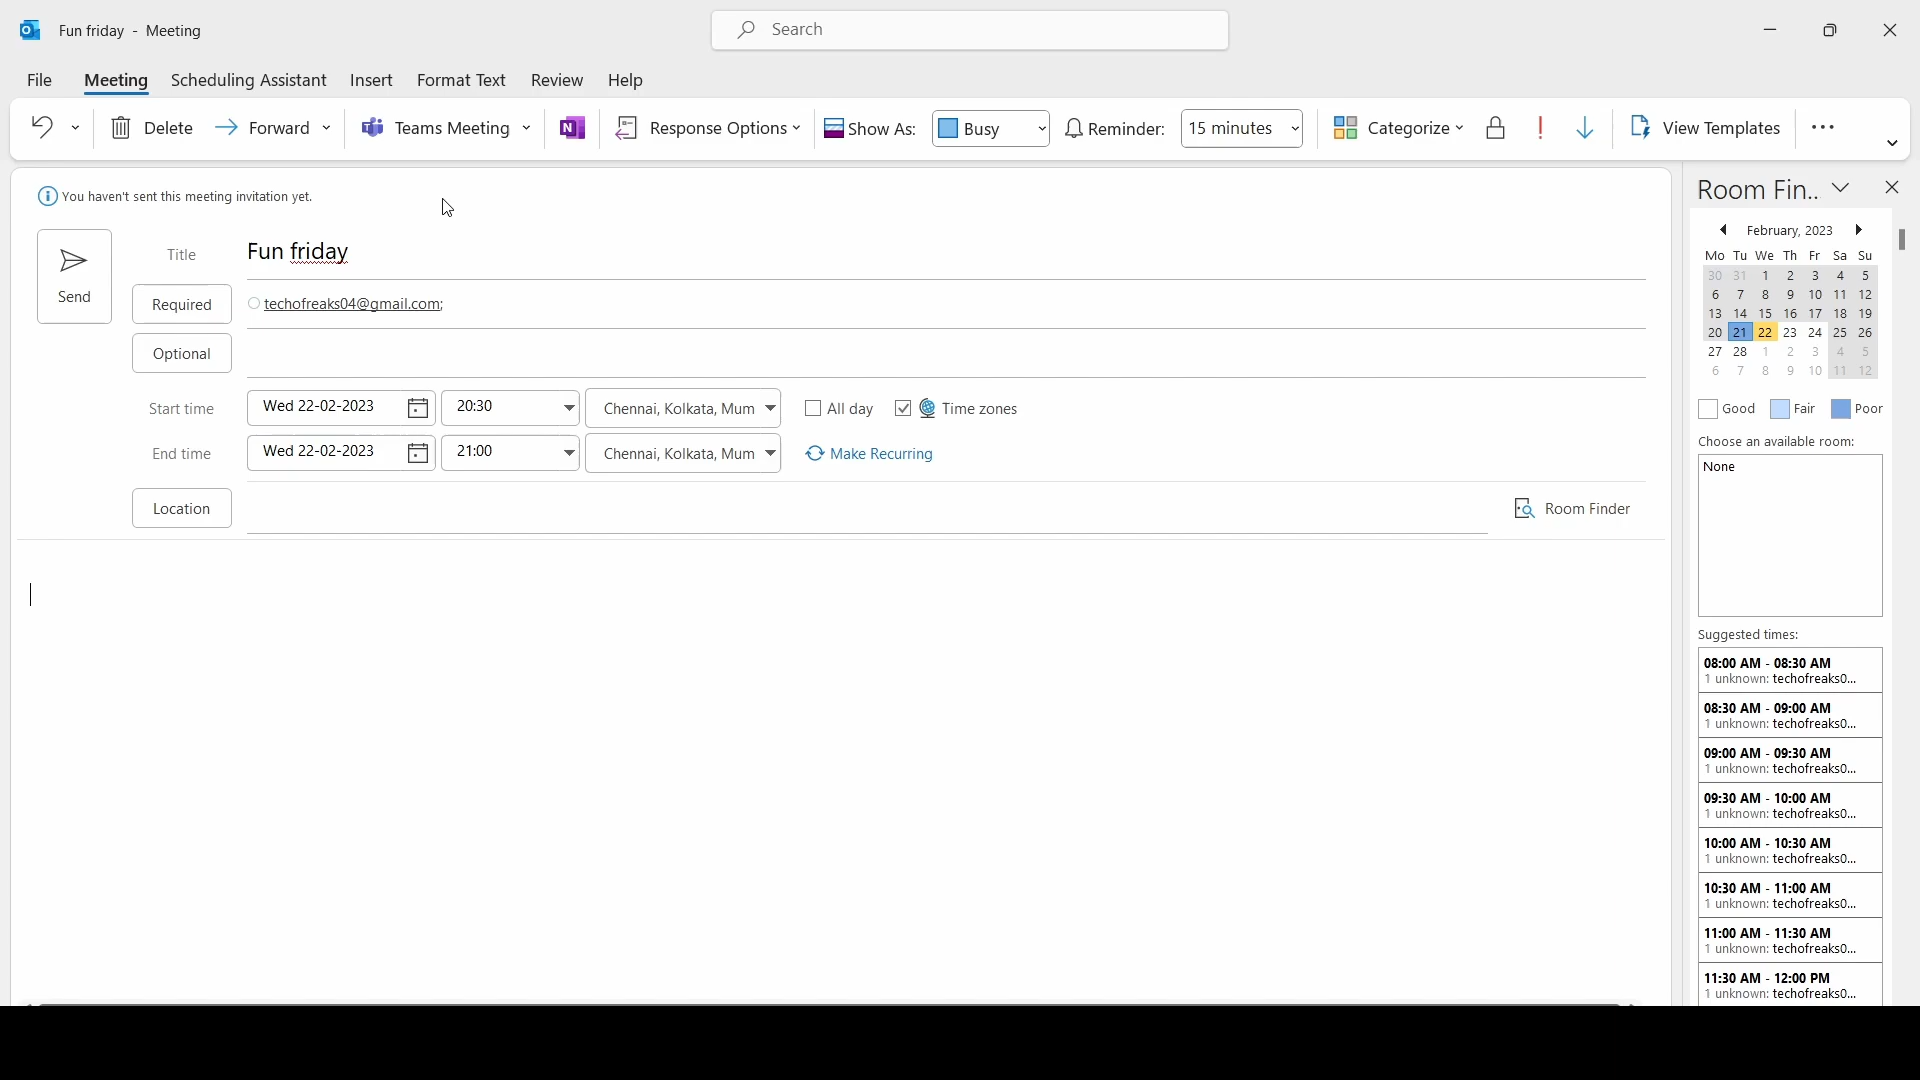 Fun friday - Meeting
Search
File Meeting Scheduling Assistant Insert Format Text Review Help
Delete Forward Teams Meeting Response Options Show As: Busy Reminder: 15 minutes Categorize View Templates
You haven't sent this meeting invitation yet.
Send
Title Fun friday
Required techofreaks04@gmail.com;
Optional
Start time Wed 22-02-2023 20:30 Chennai, Kolkata, Mum All day Time zones
End time Wed 22-02-2023 21:00 Chennai, Kolkata, Mum Make Recurring
Location Room Finder
Room Fin..
February, 2023
Mo Tu We Th Fr Sa Su
30 31 1 2 3 4 5
6 7 8 9 10 11 12
13 14 15 16 17 18 19
20 21 22 23 24 25 26
27 28 1 2 3 4 5
6 7 8 9 10 11 12
Good Fair Poor
Choose an available room:
None
Suggested times:
08:00 AM - 08:30 AM
1 unknown: techofreaks0...
08:30 AM - 09:00 AM
1 unknown: techofreaks0...
09:00 AM - 09:30 AM
1 unknown: techofreaks0...
09:30 AM - 10:00 AM
1 unknown: techofreaks0...
10:00 AM - 10:30 AM
1 unknown: techofreaks0...
10:30 AM - 11:00 AM
1 unknown: techofreaks0...
11:00 AM - 11:30 AM
1 unknown: techofreaks0...
11:30 AM - 12:00 PM
1 unknown: techofreaks0...